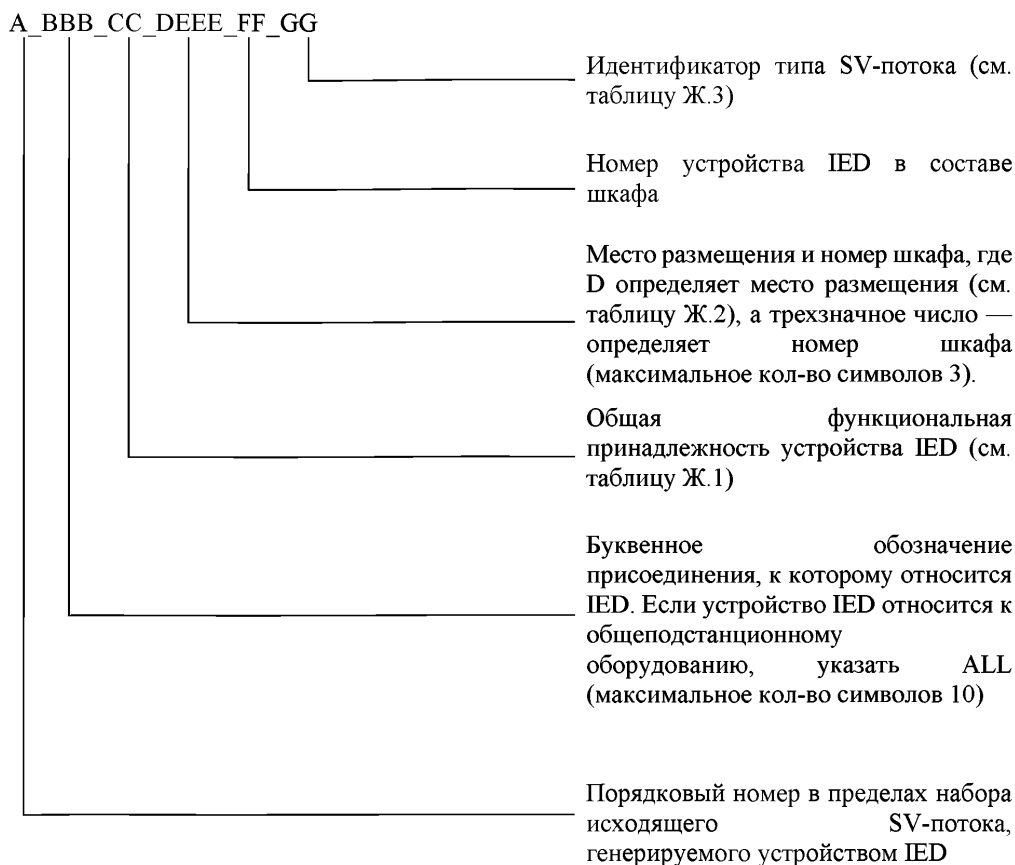 A_BBB_CC_DEEE_FF_GG
Идентификатор типа SV-потока (см.
таблицу Ж.3)
Номер устройства IED в составе
шкафа
Место размещения и номер шкафа, где
D определяет место размещения (см.
таблицу Ж.2), а трехзначное число —
определяет номер шкафа
(максимальное кол-во символов 3).
Общая функциональная
принадлежность устройства IED (см.
таблицу Ж.1)
Буквенное обозначение
присоединения, к которому относится
IED. Если устройство IED относится к
общеподстанционному
оборудованию, указать ALL
(максимальное кол-во символов 10)
Порядковый номер в пределах набора
исходящего SV-потока,
генерируемого устройством IED